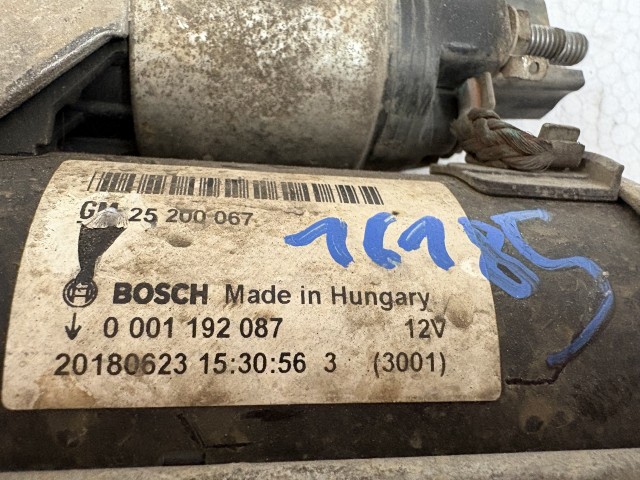 GM 25 200 067
16185
BOSCH Made in Hungary
0 001 192 087 12V
20180623 15:30:56 3 (3001)